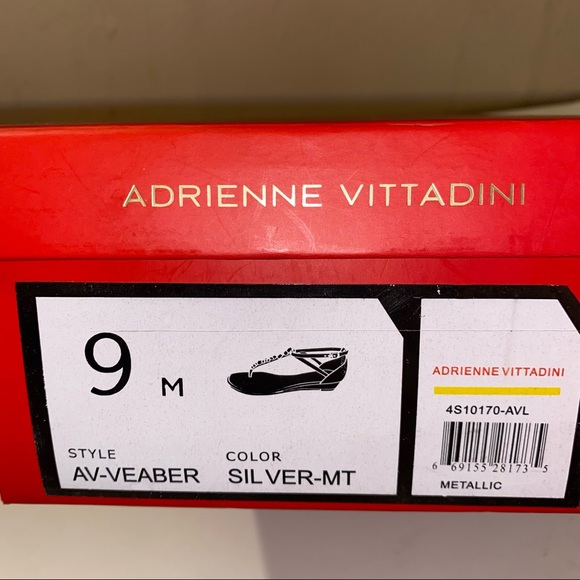 ADRIENNE VITTADINI
9 M
STYLE
AV-VEABER
COLOR
SILVER-MT
ADRIENNE VITTADINI
4S10170-AVL
6 69155 28173 5
METALLIC